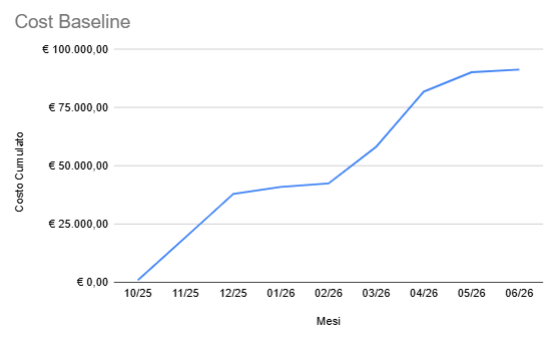 Cost Baseline
€ 100.000,00
€ 75.000,00
€ 50.000,00
€ 25.000,00
€ 0,00
Costo Cumulato
10/25 11/25 12/25 01/26 02/26 03/26 04/26 05/26 06/26
Mesi